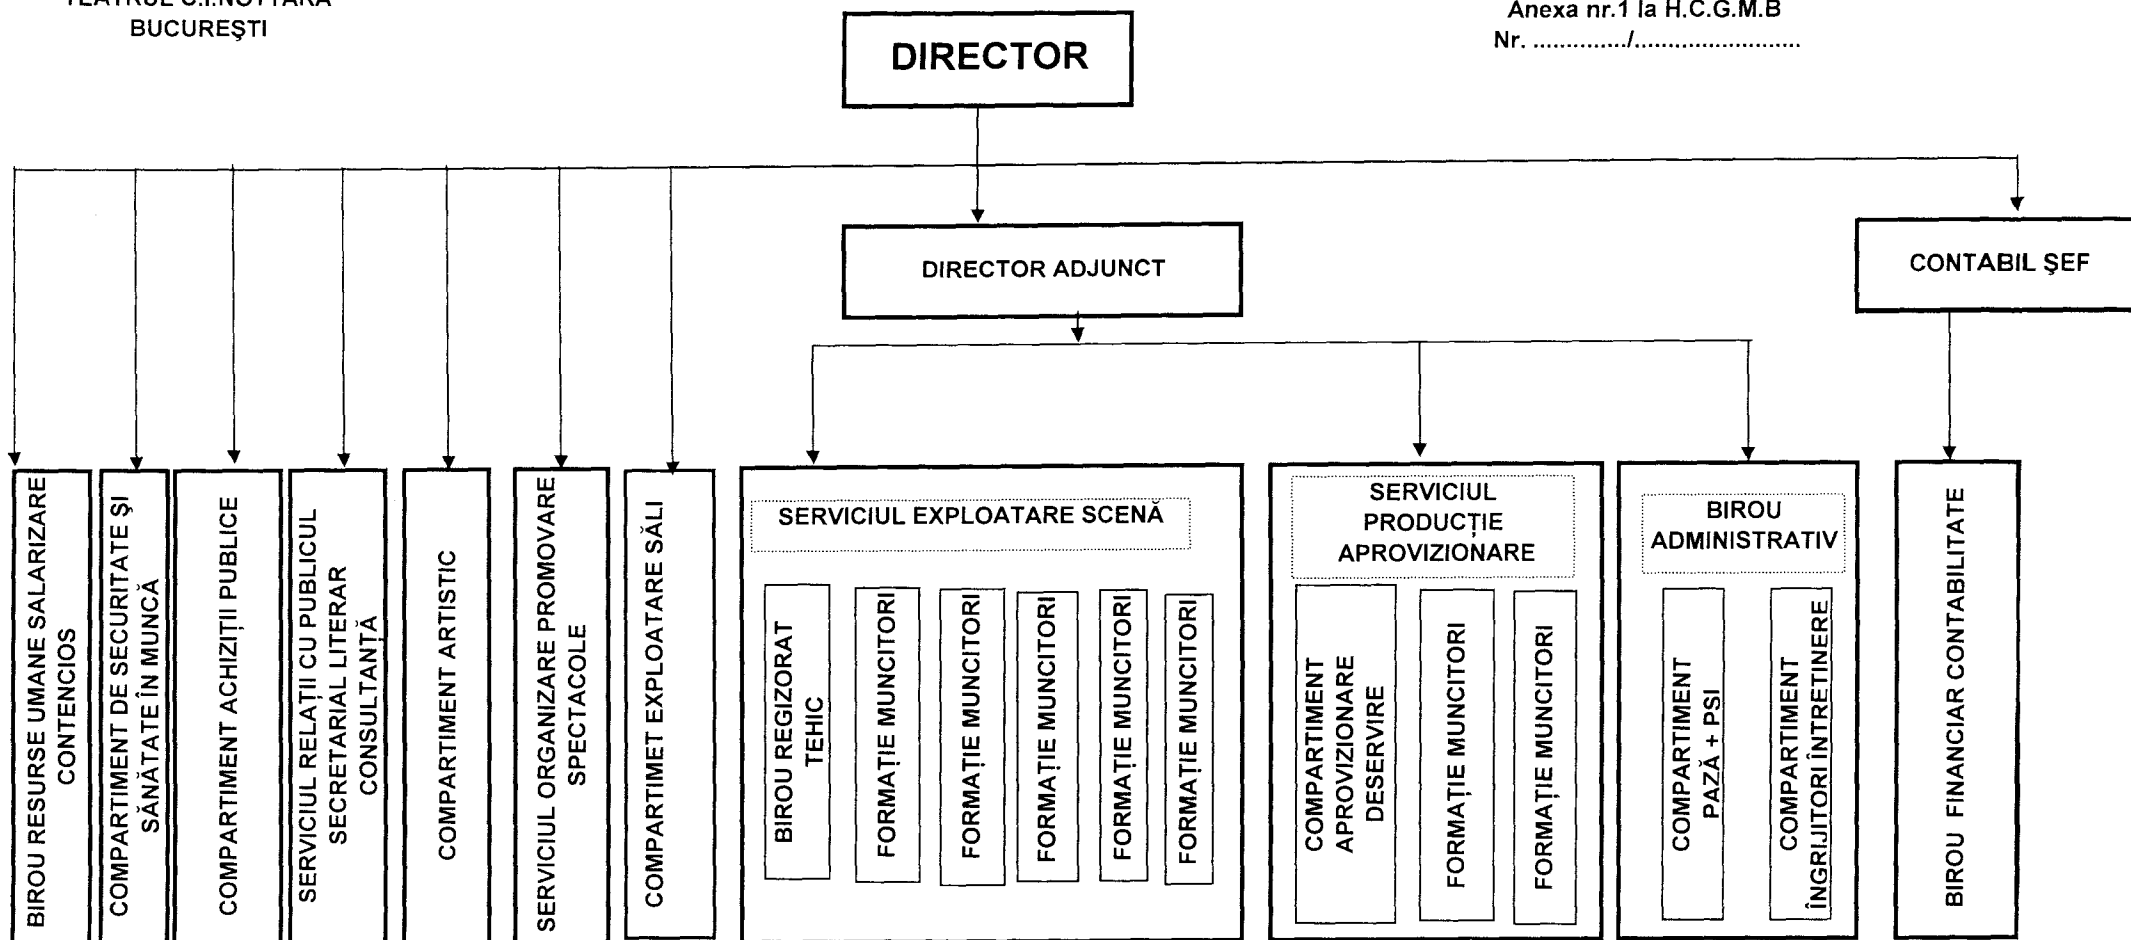 TEATRUL C.I.NOTTARA
BUCUREŞTI
Anexa nr.1 la H.C.G.M.B
Nr. ............../.........................
DIRECTOR
DIRECTOR ADJUNCT
CONTABIL ŞEF
BIROU RESURSE UMANE SALARIZARE
CONTENCIOS
COMPARTIMENT DE SECURITATE ŞI
SĂNĂTATE ÎN MUNCĂ
COMPARTIMENT ACHIZIŢII PUBLICE
SERVICIUL RELAŢII CU PUBLICUL
SECRETARIAL LITERAR
CONSULTANŢĂ
COMPARTIMENT ARTISTIC
SERVICIUL ORGANIZARE PROMOVARE
SPECTACOLE
COMPARTIMET EXPLOATARE SĂLI
SERVICIUL EXPLOATARE SCENĂ
BIROU REGIZORAT
TEHIC
FORMAŢIE MUNCITORI
FORMAŢIE MUNCITORI
FORMAŢIE MUNCITORI
FORMAŢIE MUNCITORI
FORMAŢIE MUNCITORI
SERVICIUL
PRODUCŢIE
APROVIZIONARE
COMPARTIMENT
APROVIZIONARE
DESERVIRE
FORMAŢIE MUNCITORI
FORMAŢIE MUNCITORI
BIROU
ADMINISTRATIV
COMPARTIMENT
PAZĂ + PSI
COMPARTIMENT
ÎNGRIJITORI ÎNTREŢINERE
BIROU FINANCIAR CONTABILITATE